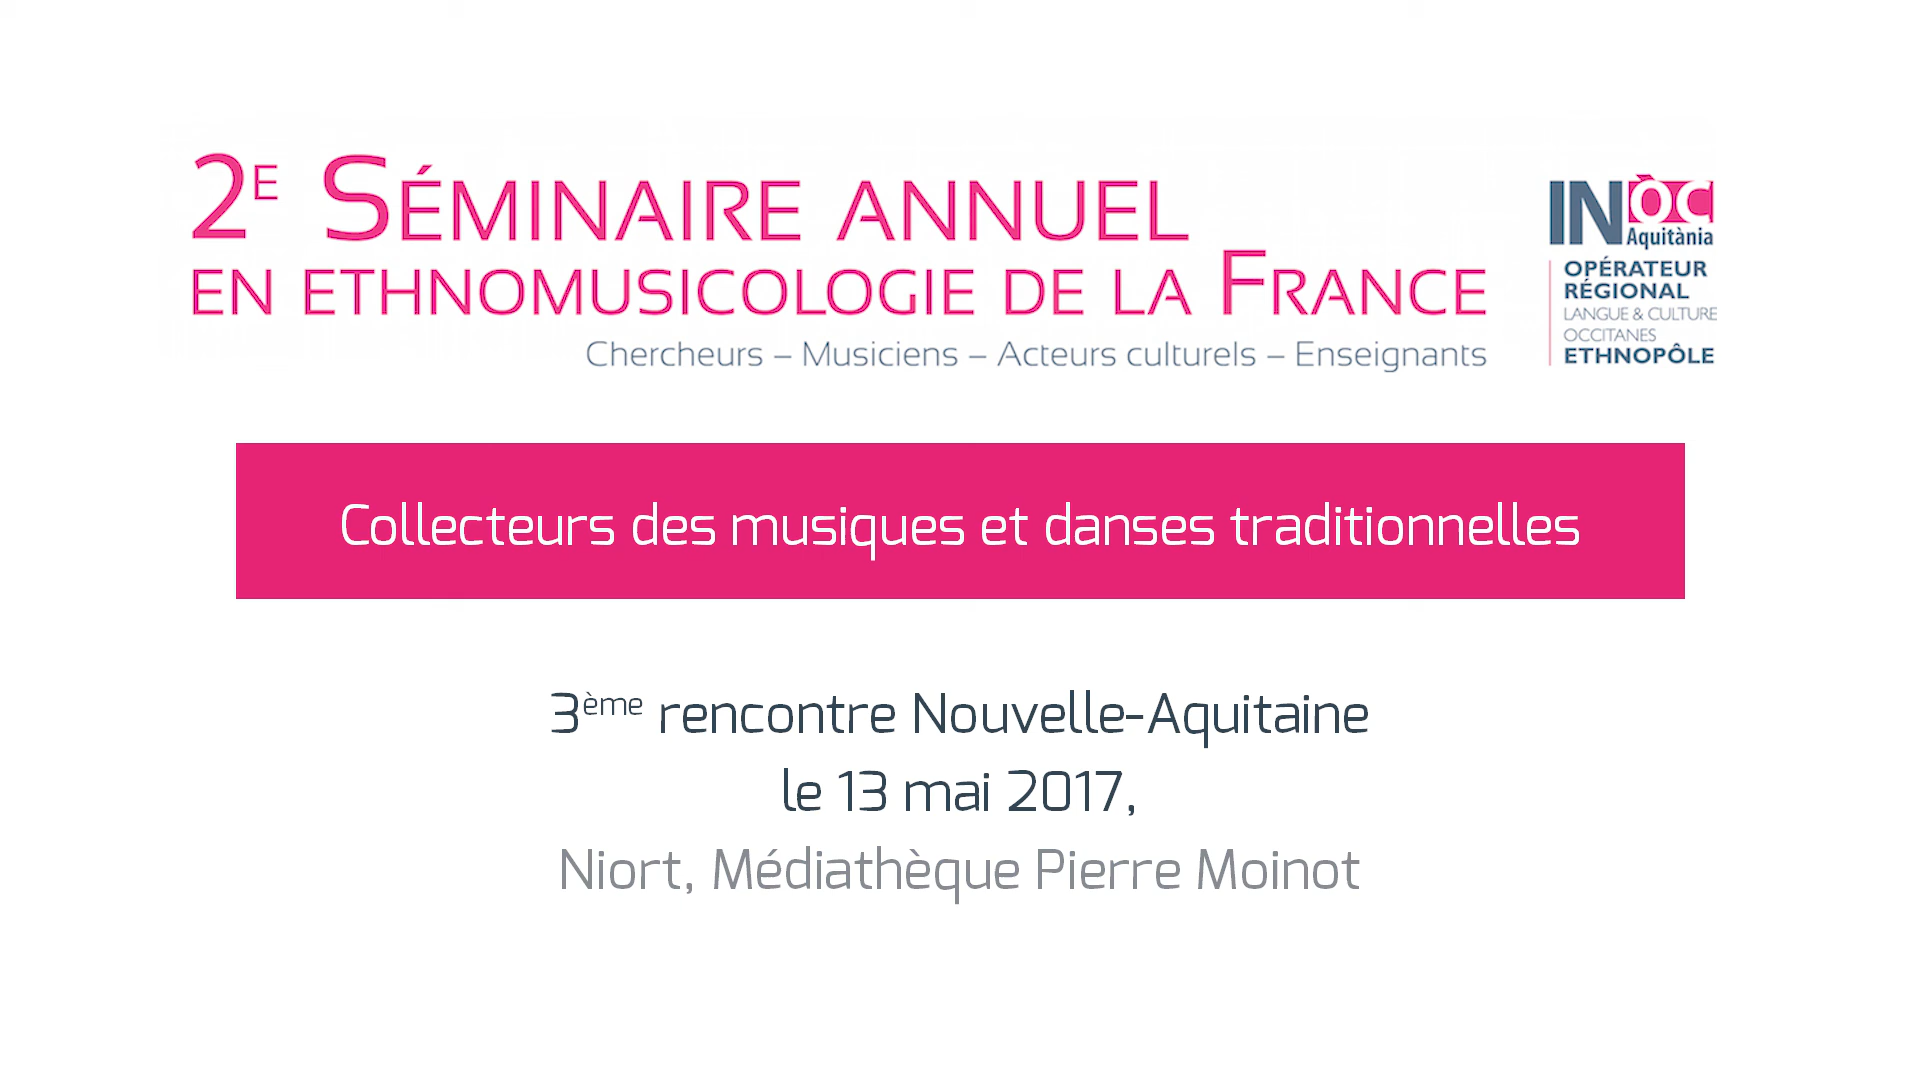 2E SÉMINAIRE ANNUEL
EN ETHNOMUSICOLOGIE DE LA FRANCE
Chercheurs – Musiciens – Acteurs culturels – Enseignants
INÒC
Aquitània
OPÉRATEUR
RÉGIONAL
LANGUE & CULTURE
OCCITANES
ETHNOPÔLE
Collecteurs des musiques et danses traditionnelles
3ème rencontre Nouvelle-Aquitaine
le 13 mai 2017,
Niort, Médiathèque Pierre Moinot